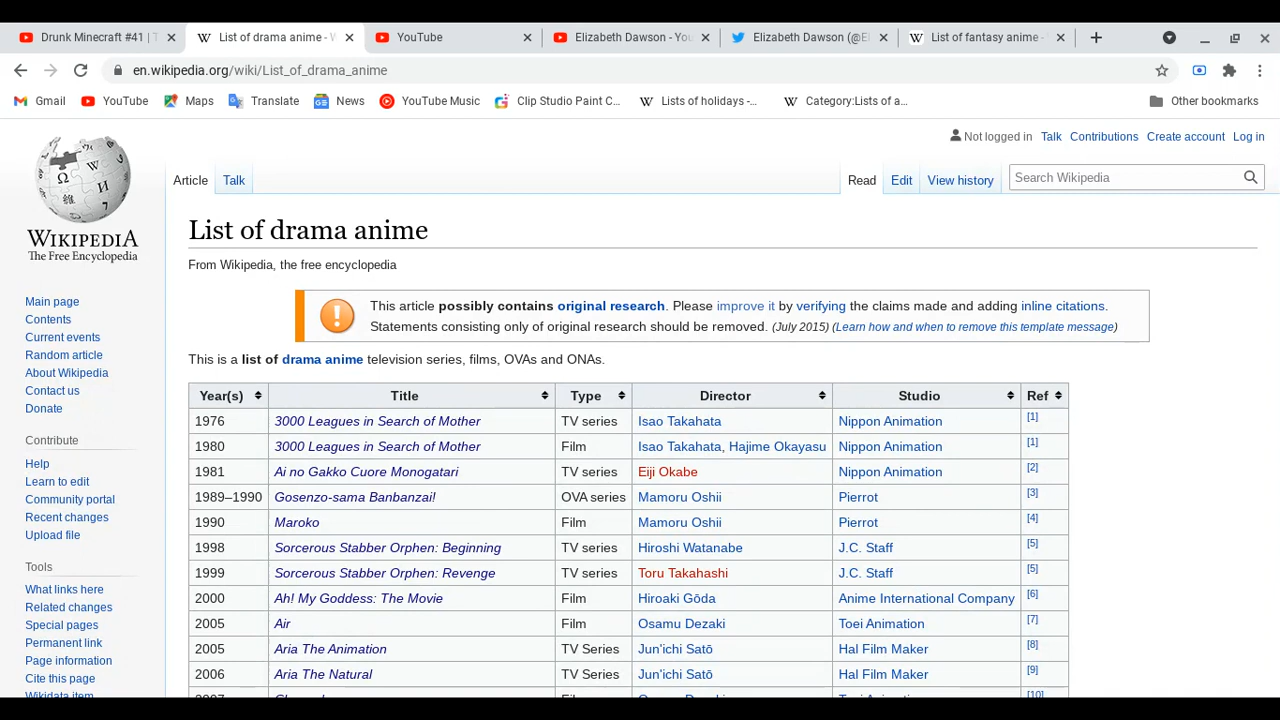 Drunk Minecraft #41 | T
List of drama anime - W
YouTube
Elizabeth Dawson - You
Elizabeth Dawson (@El
List of fantasy anime -
en.wikipedia.org/wiki/List_of_drama_anime
Gmail
YouTube
Maps
Translate
News
YouTube Music
Clip Studio Paint C...
Lists of holidays -...
Category:Lists of a...
Other bookmarks
Not logged in Talk Contributions Create account Log in
Article Talk
Read Edit View history
Search Wikipedia
WIKIPEDIA
The Free Encyclopedia
Main page
Contents
Current events
Random article
About Wikipedia
Contact us
Donate
Contribute
Help
Learn to edit
Community portal
Recent changes
Upload file
Tools
What links here
Related changes
Special pages
Permanent link
Page information
Cite this page
Wikidata item
List of drama anime
From Wikipedia, the free encyclopedia
This article possibly contains original research. Please improve it by verifying the claims made and adding inline citations.
Statements consisting only of original research should be removed. (July 2015) (Learn how and when to remove this template message)
This is a list of drama anime television series, films, OVAs and ONAs.
Year(s) Title Type Director Studio Ref
1976 3000 Leagues in Search of Mother TV series Isao Takahata Nippon Animation [1]
1980 3000 Leagues in Search of Mother Film Isao Takahata, Hajime Okayasu Nippon Animation [1]
1981 Ai no Gakko Cuore Monogatari TV series Eiji Okabe Nippon Animation [2]
1989–1990 Gosenzo-sama Banbanzai! OVA series Mamoru Oshii Pierrot [3]
1990 Maroko Film Mamoru Oshii Pierrot [4]
1998 Sorcerous Stabber Orphen: Beginning TV series Hiroshi Watanabe J.C. Staff [5]
1999 Sorcerous Stabber Orphen: Revenge TV series Toru Takahashi J.C. Staff [5]
2000 Ah! My Goddess: The Movie Film Hiroaki Gōda Anime International Company [6]
2005 Air Film Osamu Dezaki Toei Animation [7]
2005 Aria The Animation TV Series Jun'ichi Satō Hal Film Maker [8]
2006 Aria The Natural TV Series Jun'ichi Satō Hal Film Maker [9]
[10]